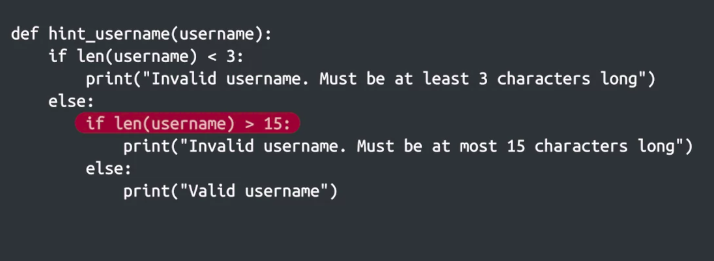 def hint_username(username):
    if len(username) < 3:
        print("Invalid username. Must be at least 3 characters long")
    else:
        if len(username) > 15:
            print("Invalid username. Must be at most 15 characters long")
        else:
            print("Valid username")